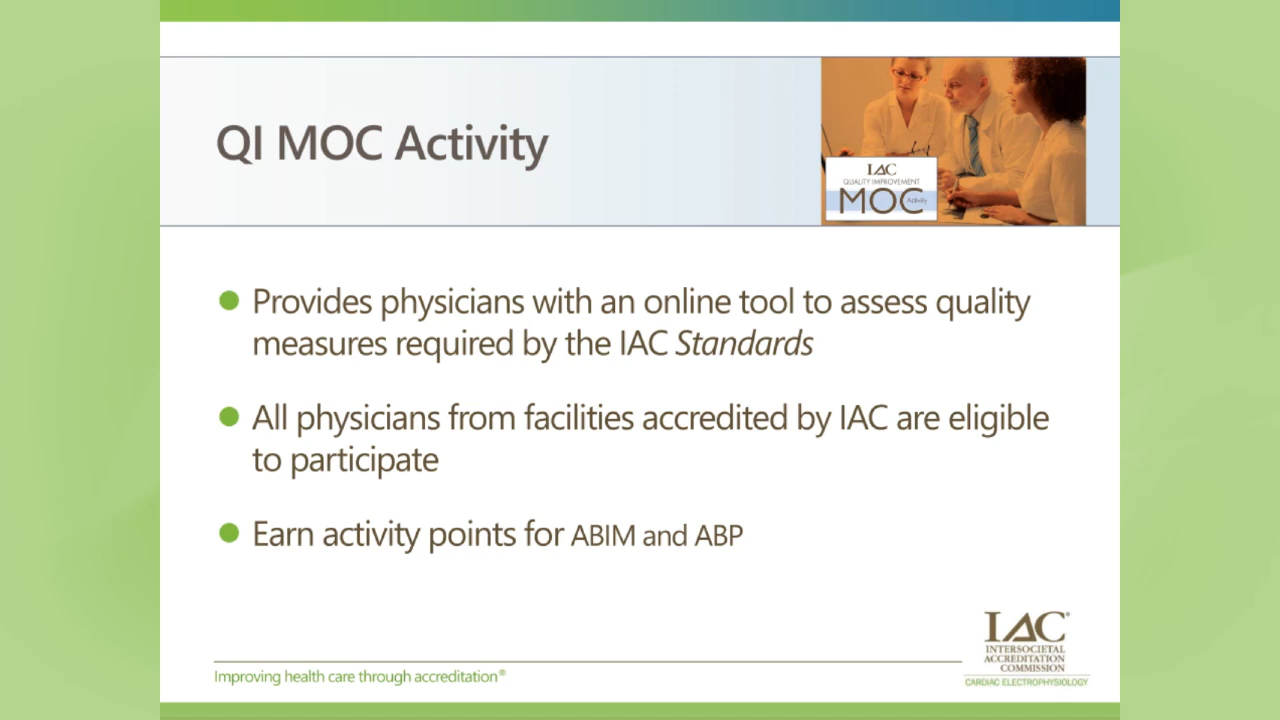 QI MOC Activity
IAC
QUALITY IMPROVEMENT
MOC Activity
Provides physicians with an online tool to assess quality
measures required by the IAC Standards
All physicians from facilities accredited by IAC are eligible
to participate
Earn activity points for ABIM and ABP
Improving health care through accreditation®
IAC®
INTERSOCIETAL
ACCREDITATION
COMMISSION
CARDIAC ELECTROPHYSIOLOGY